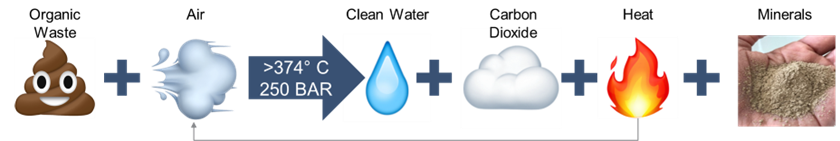 Organic
Waste
Air
>374° C
250 BAR
Clean Water
Carbon
Dioxide
Heat
Minerals